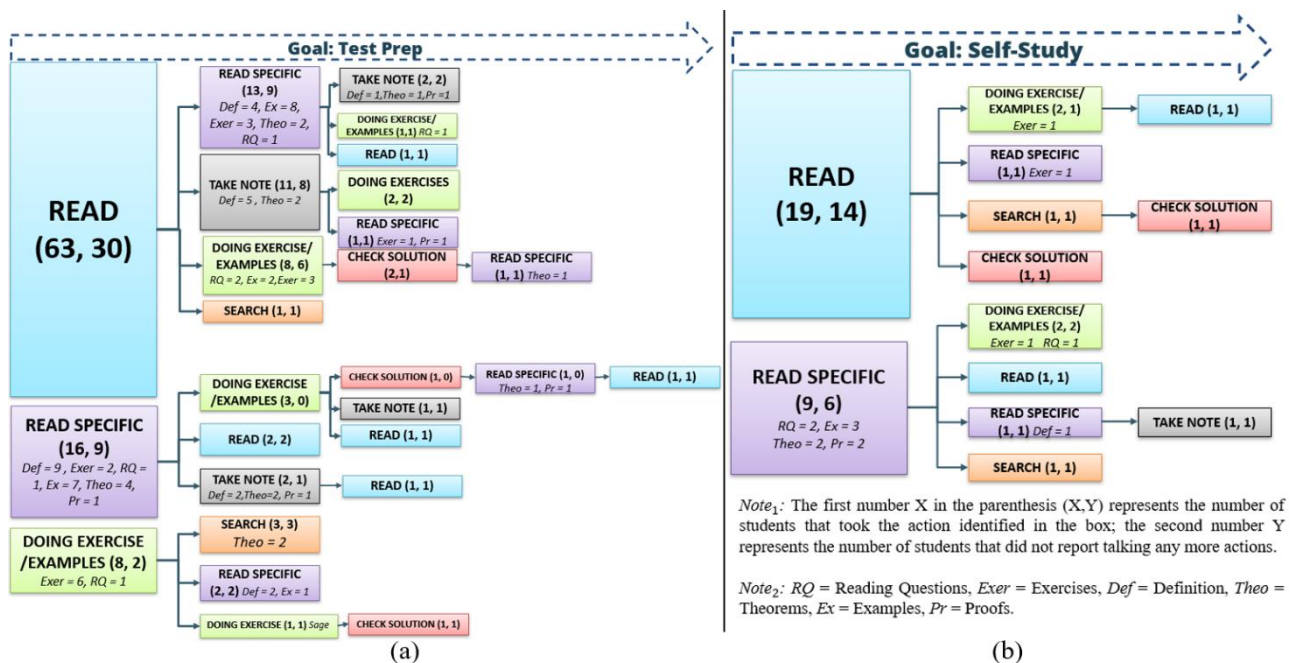 Goal: Test Prep
READ
(63, 30)
READ SPECIFIC
(13, 9)
Def = 4, Ex = 8,
Exer = 3, Theo = 2,
RQ = 1
TAKE NOTE (2, 2)
Def = 1,Theo = 1,Pr =1
DOING EXERCISE/
EXAMPLES (1,1) RQ = 1
READ (1, 1)
TAKE NOTE (11, 8)
Def = 5 , Theo = 2
DOING EXERCISES
(2, 2)
READ SPECIFIC
(1,1) Exer = 1, Pr = 1
DOING EXERCISE/
EXAMPLES (8, 6)
RQ = 2, Ex = 2,Exer = 3
CHECK SOLUTION
(2,1)
READ SPECIFIC
(1, 1) Theo = 1
SEARCH (1, 1)
READ SPECIFIC
(16, 9)
Def = 9 , Exer = 2, RQ =
1, Ex = 7, Theo = 4,
Pr = 1
DOING EXERCISE
/EXAMPLES (3, 0)
CHECK SOLUTION (1, 0)
READ SPECIFIC (1, 0)
Theo = 1, Pr = 1
READ (1, 1)
TAKE NOTE (1, 1)
READ (1, 1)
READ (2, 2)
TAKE NOTE (2, 1)
Def = 2,Theo=2, Pr = 1
READ (1, 1)
DOING EXERCISE
/EXAMPLES (8, 2)
Exer = 6, RQ = 1
SEARCH (3, 3)
Theo = 2
READ SPECIFIC
(2, 2) Def = 2, Ex = 1
DOING EXERCISE (1, 1) Sage
CHECK SOLUTION (1, 1)
(a)
Goal: Self-Study
READ
(19, 14)
DOING EXERCISE/
EXAMPLES (2, 1)
Exer = 1
READ (1, 1)
READ SPECIFIC
(1,1) Exer = 1
SEARCH (1, 1)
CHECK SOLUTION
(1, 1)
CHECK SOLUTION
(1, 1)
READ SPECIFIC
(9, 6)
RQ = 2, Ex = 3
Theo = 2, Pr = 2
DOING EXERCISE/
EXAMPLES (2, 2)
Exer = 1 RQ = 1
READ (1, 1)
READ SPECIFIC
(1, 1) Def = 1
TAKE NOTE (1, 1)
SEARCH (1, 1)
Note1: The first number X in the parenthesis (X,Y) represents the number of
students that took the action identified in the box; the second number Y
represents the number of students that did not report talking any more actions.
Note2: RQ = Reading Questions, Exer = Exercises, Def = Definition, Theo =
Theorems, Ex = Examples, Pr = Proofs.
(b)